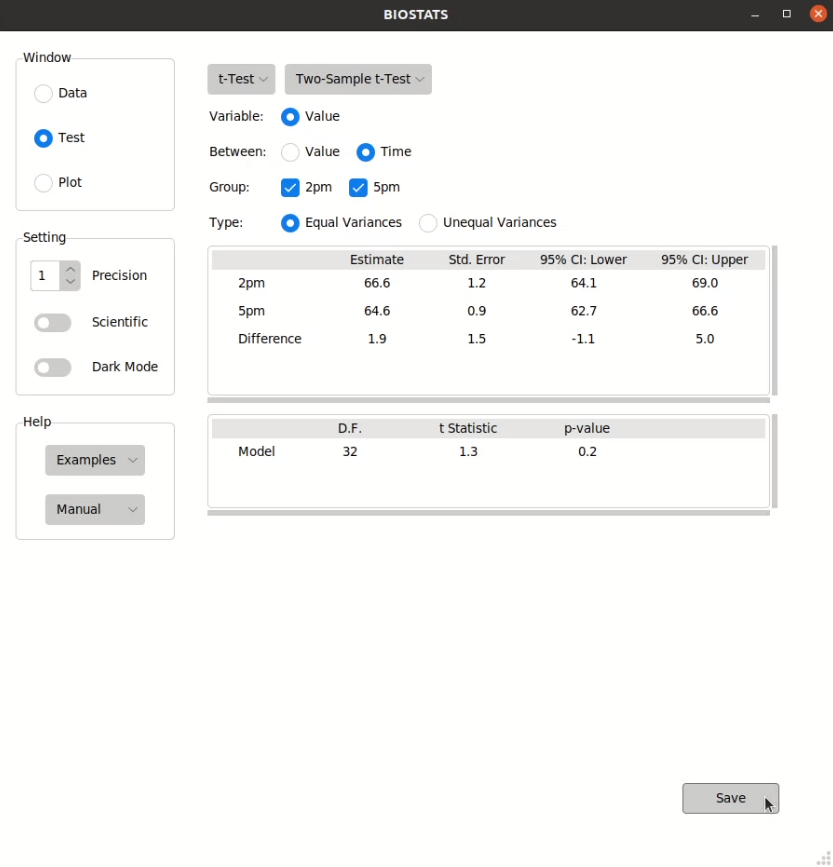 BIOSTATS
Window
Data
Test
Plot
Setting
1 Precision
Scientific
Dark Mode
Help
Examples
Manual
t-Test Two-Sample t-Test
Variable: Value
Between: Value Time
Group: 2pm 5pm
Type: Equal Variances Unequal Variances
Estimate Std. Error 95% CI: Lower 95% CI: Upper
2pm 66.6 1.2 64.1 69.0
5pm 64.6 0.9 62.7 66.6
Difference 1.9 1.5 -1.1 5.0
D.F. t Statistic p-value
Model 32 1.3 0.2
Save